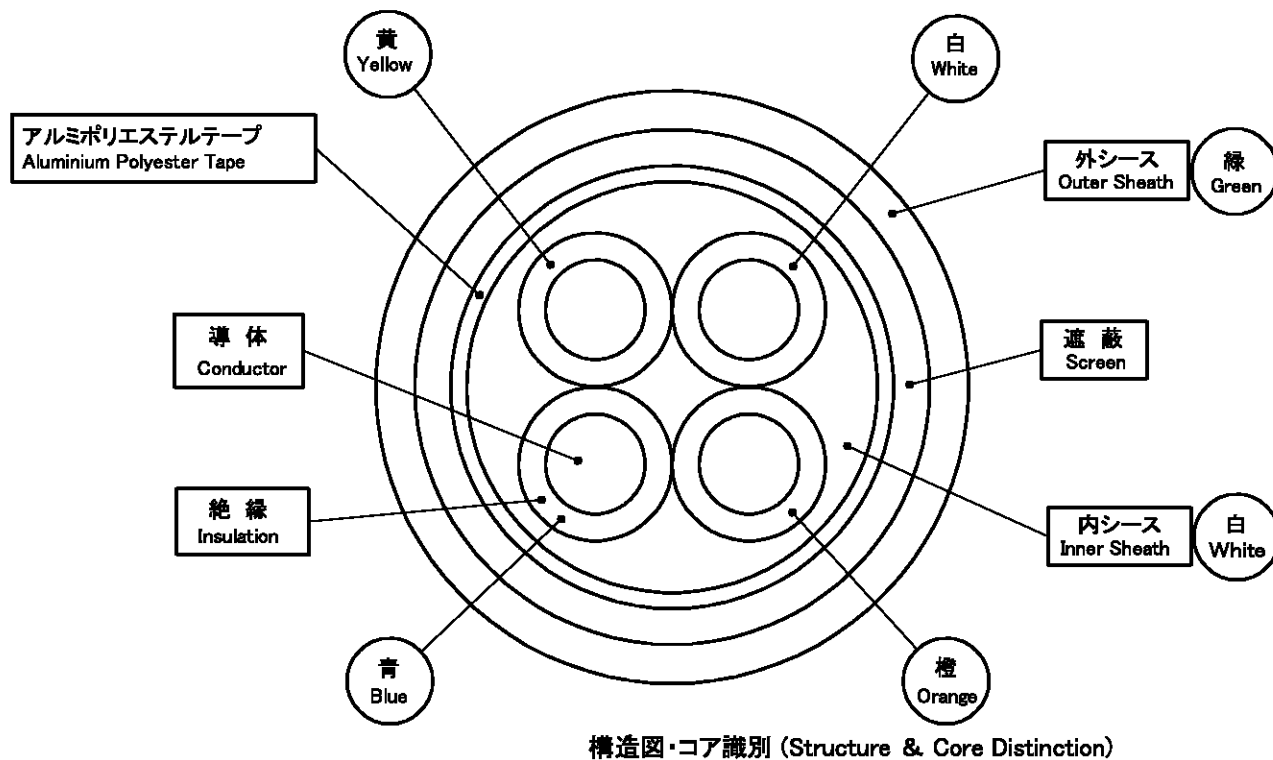 黄
Yellow
白
White
アルミポリエステルテープ
Aluminium Polyester Tape
外シース
Outer Sheath
緑
Green
導 体
Conductor
遮 蔽
Screen
絶 縁
Insulation
内シース
Inner Sheath
白
White
青
Blue
橙
Orange
構造図・コア識別 (Structure & Core Distinction)